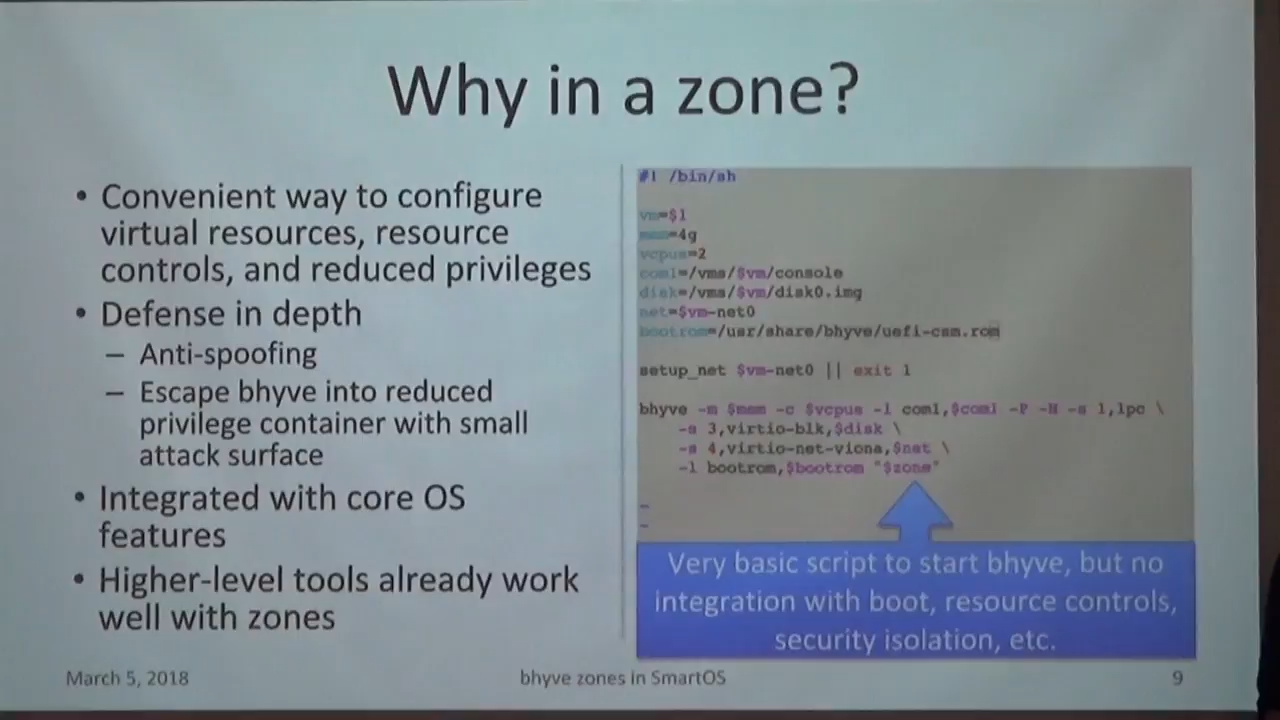 Why in a zone?
• Convenient way to configure
virtual resources, resource
controls, and reduced privileges
• Defense in depth
– Anti-spoofing
– Escape bhyve into reduced
privilege container with small
attack surface
• Integrated with core OS
features
• Higher-level tools already work
well with zones
#! /bin/sh
vm=$1
mem=4g
vcpus=2
com1=/vms/$vm/console
disk=/vms/$vm/disk0.img
net=$vm-net0
bootrom=/usr/share/bhyve/uefi-csm.rom
setup_net $vm-net0 || exit 1
bhyve -m $mem -c $vcpus -l com1,$com1 -P -H -s 1,lpc \
-s 3,virtio-blk,$disk \
-s 4,virtio-net-viona,$net \
-l bootrom,$bootrom "$zone"
~
~
Very basic script to start bhyve, but no
integration with boot, resource controls,
security isolation, etc.
March 5, 2018
bhyve zones in SmartOS
9